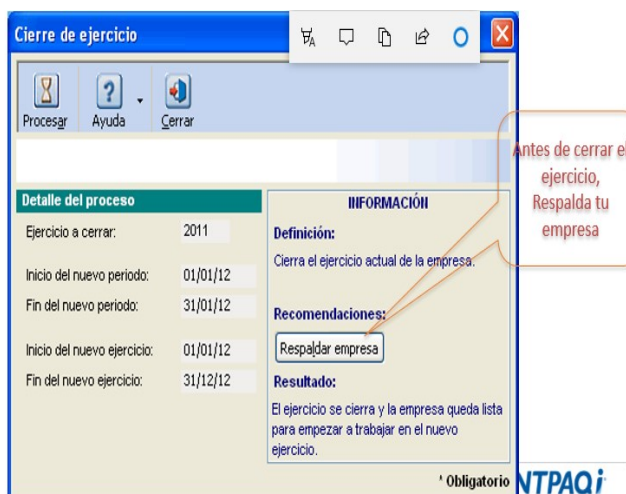 Cierre de ejercicio
Procesar Ayuda Cerrar
Antes de cerrar el
ejercicio,
Respalda tu
empresa
Detalle del proceso
Ejercicio a cerrar: 2011
Inicio del nuevo periodo: 01/01/12
Fin del nuevo periodo: 31/01/12
Inicio del nuevo ejercicio: 01/01/12
Fin del nuevo ejercicio: 31/12/12
INFORMACIÓN
Definición:
Cierra el ejercicio actual de la empresa.
Recomendaciones:
Respaldar empresa
Resultado:
El ejercicio se cierra y la empresa queda lista
para empezar a trabajar en el nuevo
ejercicio.
* Obligatorio
NTPAQi